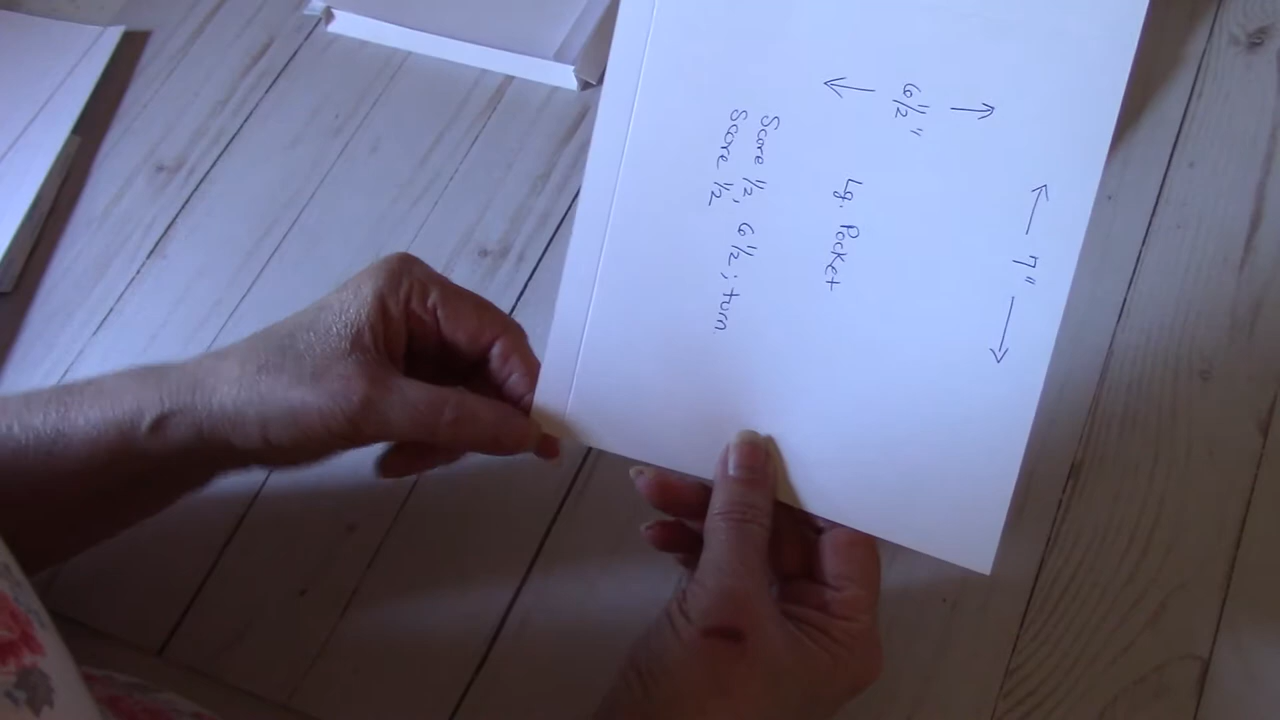 ← 7" →
← 6 1/2" →
Lg. Pocket
Score 1/2, 6 1/2; turn
Score 1/2